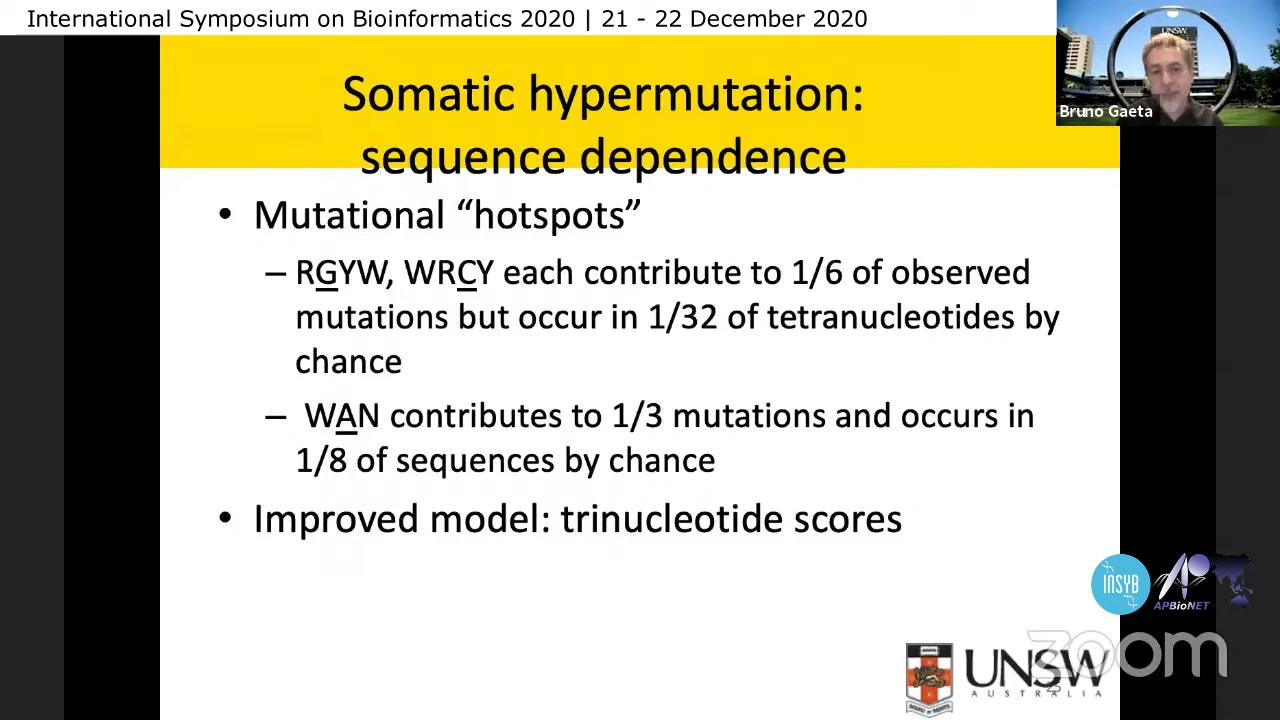 International Symposium on Bioinformatics 2020 | 21 - 22 December 2020
UNSW
Bruno Gaeta
Somatic hypermutation:
sequence dependence
• Mutational “hotspots”
– RGYW, WRCY each contribute to 1/6 of observed
mutations but occur in 1/32 of tetranucleotides by
chance
– WAN contributes to 1/3 mutations and occurs in
1/8 of sequences by chance
• Improved model: trinucleotide scores
INSYB
APBioNET
zoom
UNSW
AUSTRALIA